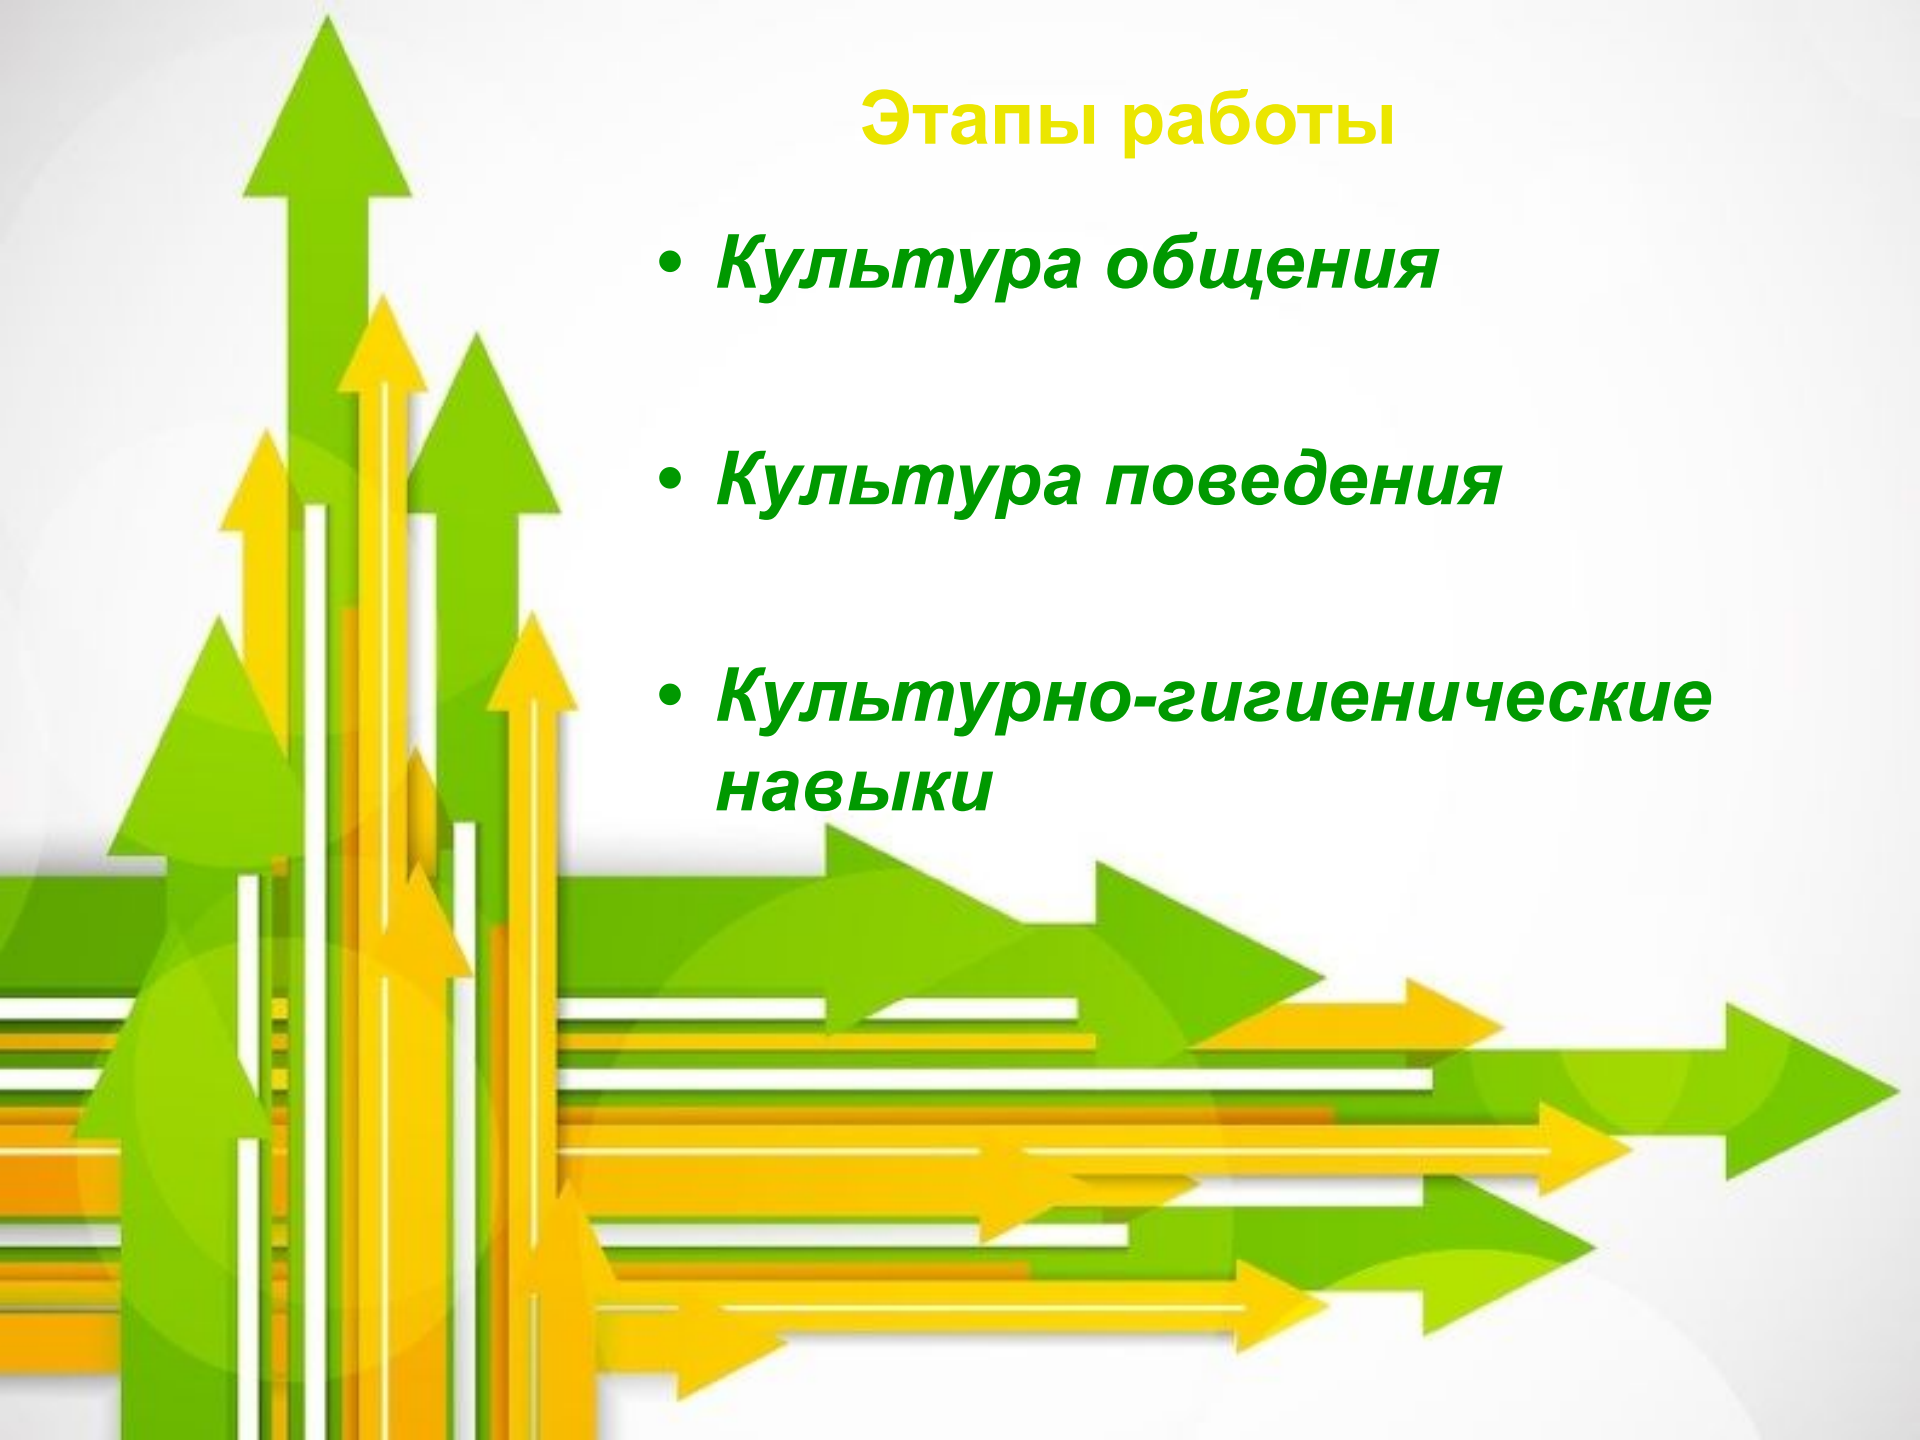 Этапы работы
• Культура общения
• Культура поведения
• Культурно-гигиенические
навыки